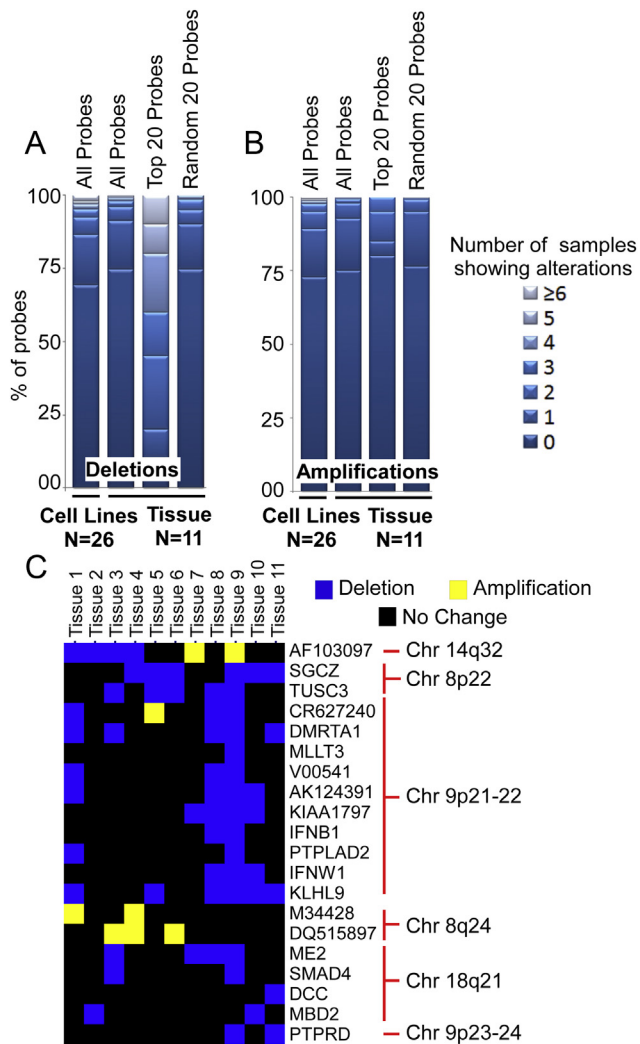 A
B
All Probes
All Probes
Top 20 Probes
Random 20 Probes
All Probes
All Probes
Top 20 Probes
Random 20 Probes
% of probes
100
75
50
25
00
Deletions
Cell Lines
N=26
Tissue
N=11
100
75
50
25
00
Amplifications
Cell Lines
N=26
Tissue
N=11
Number of samples
showing alterations
≥6
5
4
3
2
1
0
C
Tissue 1
Tissue 2
Tissue 3
Tissue 4
Tissue 5
Tissue 6
Tissue 7
Tissue 8
Tissue 9
Tissue 10
Tissue 11
Deletion
Amplification
No Change
AF103097
SGCZ
TUSC3
CR627240
DMRTA1
MLLT3
V00541
AK124391
KIAA1797
IFNB1
PTPLAD2
IFNW1
KLHL9
M34428
DQ515897
ME2
SMAD4
DCC
MBD2
PTPRD
Chr 14q32
Chr 8p22
Chr 9p21-22
Chr 8q24
Chr 18q21
Chr 9p23-24